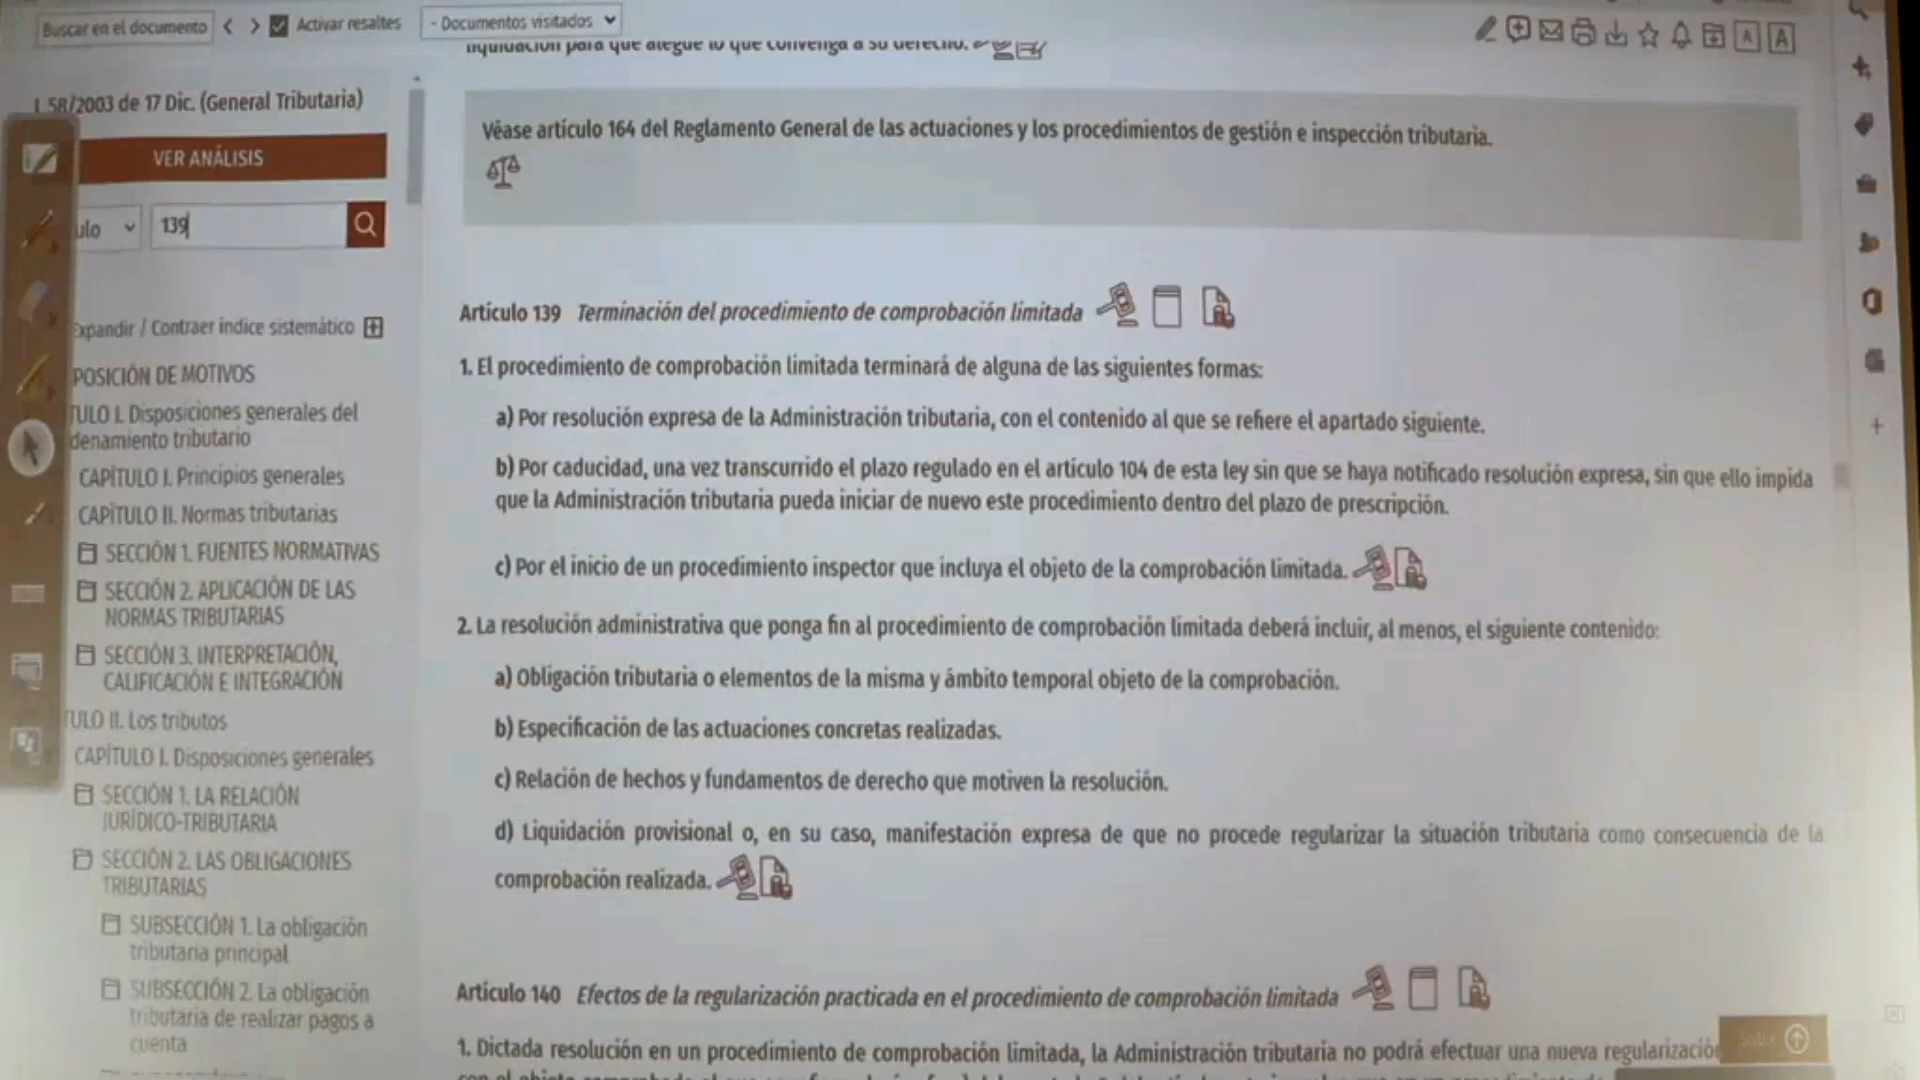 Buscar en el documento
Activar resaltes
- Documentos visitados
liquidación para que alegue lo que convenga a su derecho.
L 58/2003 de 17 Dic. (General Tributaria)
VER ANÁLISIS
ulo
139
Expandir / Contraer índice sistemático
POSICIÓN DE MOTIVOS
TULO I. Disposiciones generales del
denamiento tributario
CAPÍTULO I. Principios generales
CAPÍTULO II. Normas tributarias
SECCIÓN 1. FUENTES NORMATIVAS
SECCIÓN 2. APLICACIÓN DE LAS
NORMAS TRIBUTARIAS
SECCIÓN 3. INTERPRETACIÓN,
CALIFICACIÓN E INTEGRACIÓN
TULO II. Los tributos
CAPÍTULO I. Disposiciones generales
SECCIÓN 1. LA RELACIÓN
JURÍDICO-TRIBUTARIA
SECCIÓN 2. LAS OBLIGACIONES
TRIBUTARIAS
SUBSECCIÓN 1. La obligación
tributaria principal
SUBSECCIÓN 2. La obligación
tributaria de realizar pagos a
cuenta
Véase artículo 164 del Reglamento General de las actuaciones y los procedimientos de gestión e inspección tributaria.
Artículo 139 Terminación del procedimiento de comprobación limitada
1. El procedimiento de comprobación limitada terminará de alguna de las siguientes formas:
a) Por resolución expresa de la Administración tributaria, con el contenido al que se refiere el apartado siguiente.
b) Por caducidad, una vez transcurrido el plazo regulado en el artículo 104 de esta ley sin que se haya notificado resolución expresa, sin que ello impida
que la Administración tributaria pueda iniciar de nuevo este procedimiento dentro del plazo de prescripción.
c) Por el inicio de un procedimiento inspector que incluya el objeto de la comprobación limitada.
2. La resolución administrativa que ponga fin al procedimiento de comprobación limitada deberá incluir, al menos, el siguiente contenido:
a) Obligación tributaria o elementos de la misma y ámbito temporal objeto de la comprobación.
b) Especificación de las actuaciones concretas realizadas.
c) Relación de hechos y fundamentos de derecho que motiven la resolución.
d) Liquidación provisional o, en su caso, manifestación expresa de que no procede regularizar la situación tributaria como consecuencia de la
comprobación realizada.
Artículo 140 Efectos de la regularización practicada en el procedimiento de comprobación limitada
1. Dictada resolución en un procedimiento de comprobación limitada, la Administración tributaria no podrá efectuar una nueva regularización
Subir